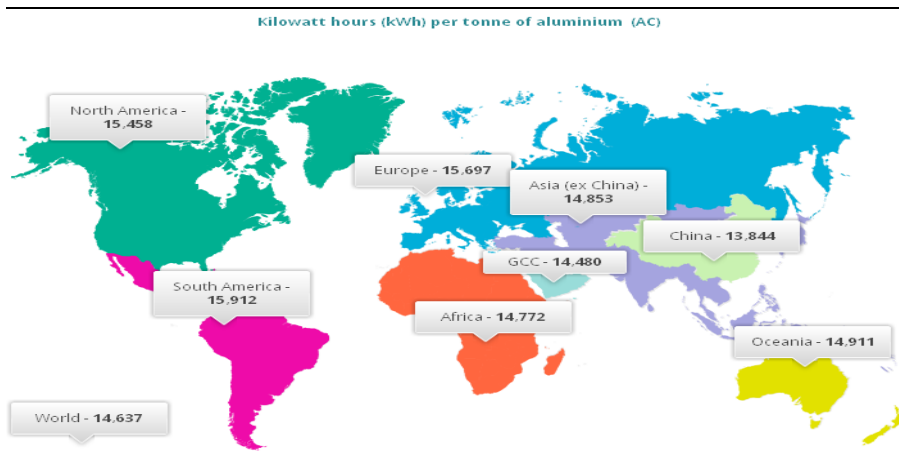 Kilowatt hours (kWh) per tonne of aluminium (AC)
North America -
15,458
Europe - 15,697
Asia (ex China) -
14,853
China - 13,844
GCC - 14,480
South America -
15,912
Africa - 14,772
Oceania - 14,911
World - 14,637